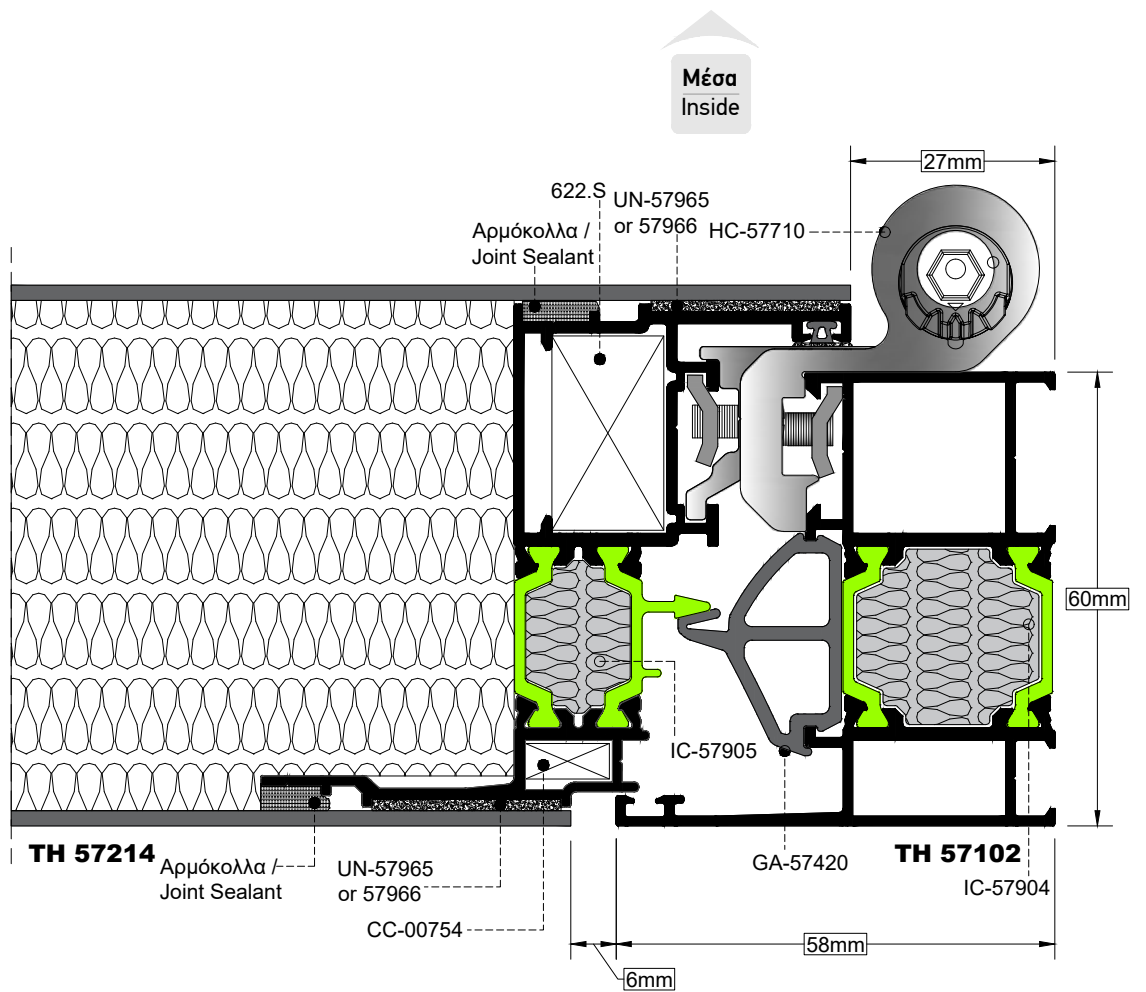 Μέσα
Inside
27mm
622.S
UN-57965
or 57966
HC-57710
Αρμόκολλα /
Joint Sealant
60mm
IC-57905
TH 57214
Αρμόκολλα /
Joint Sealant
UN-57965
or 57966
CC-00754
GA-57420
TH 57102
IC-57904
58mm
6mm